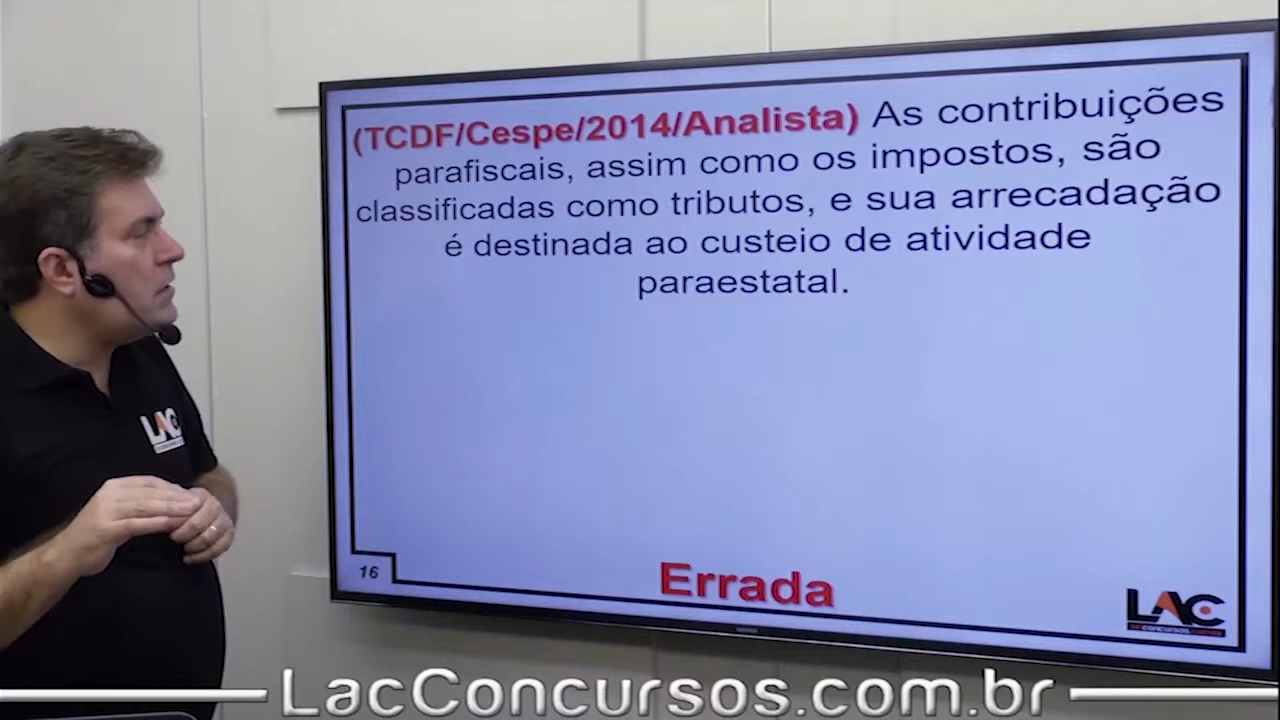 (TCDF/Cespe/2014/Analista) As contribuições
parafiscais, assim como os impostos, são
classificadas como tributos, e sua arrecadação
é destinada ao custeio de atividade
paraestatal.
16
Errada
LAC
LAC
LacConcursos.com.br